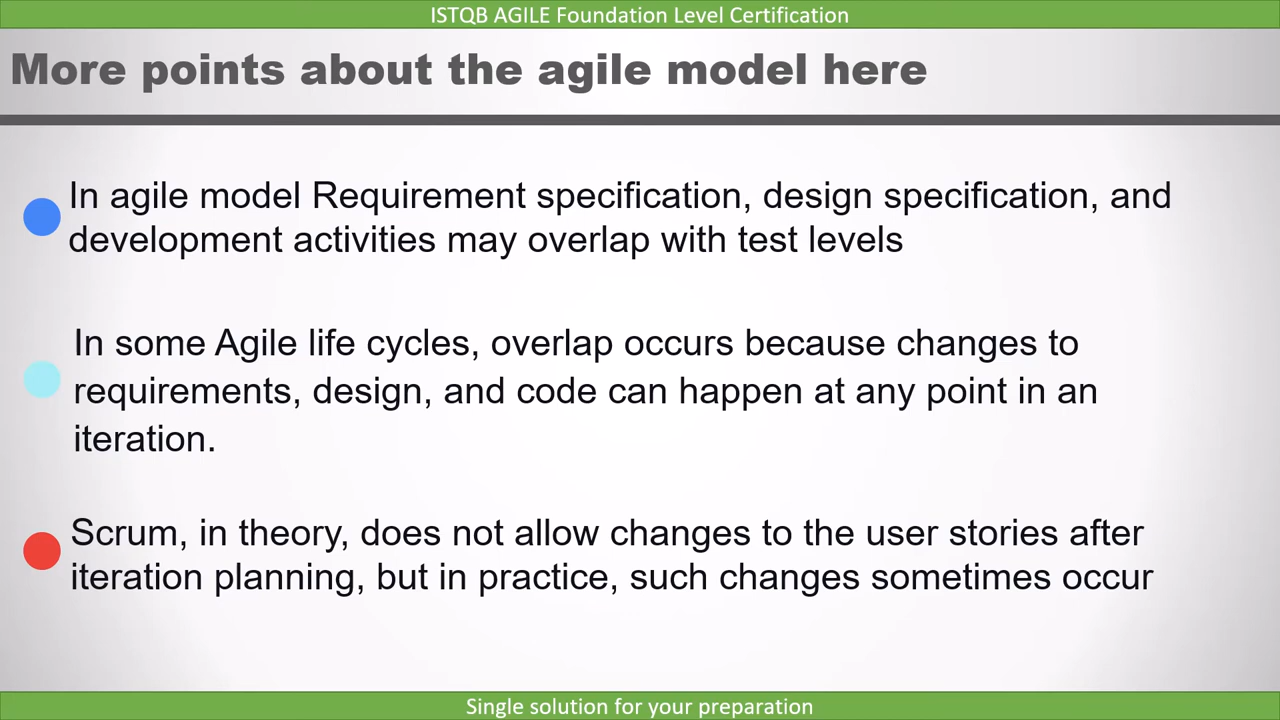 ISTQB AGILE Foundation Level Certification
More points about the agile model here
In agile model Requirement specification, design specification, and
development activities may overlap with test levels
In some Agile life cycles, overlap occurs because changes to
requirements, design, and code can happen at any point in an
iteration.
Scrum, in theory, does not allow changes to the user stories after
iteration planning, but in practice, such changes sometimes occur
Single solution for your preparation